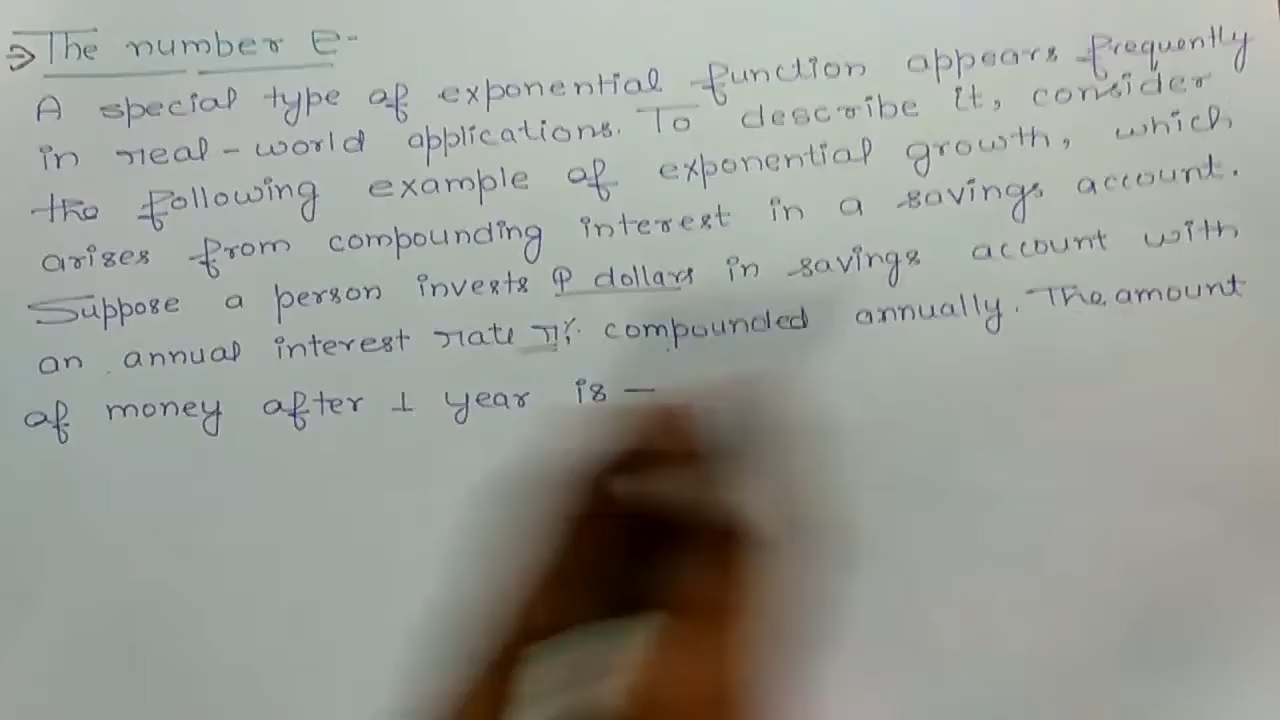 ⇒ The number e-
A special type of exponential function appears frequently
in real-world applications. To describe it, consider
the following example of exponential growth, which
arises from compounding interest in a savings account.
Suppose a person invests P dollars in savings account with
an annual interest rate r% compounded annually. The amount
of money after 1 year is —